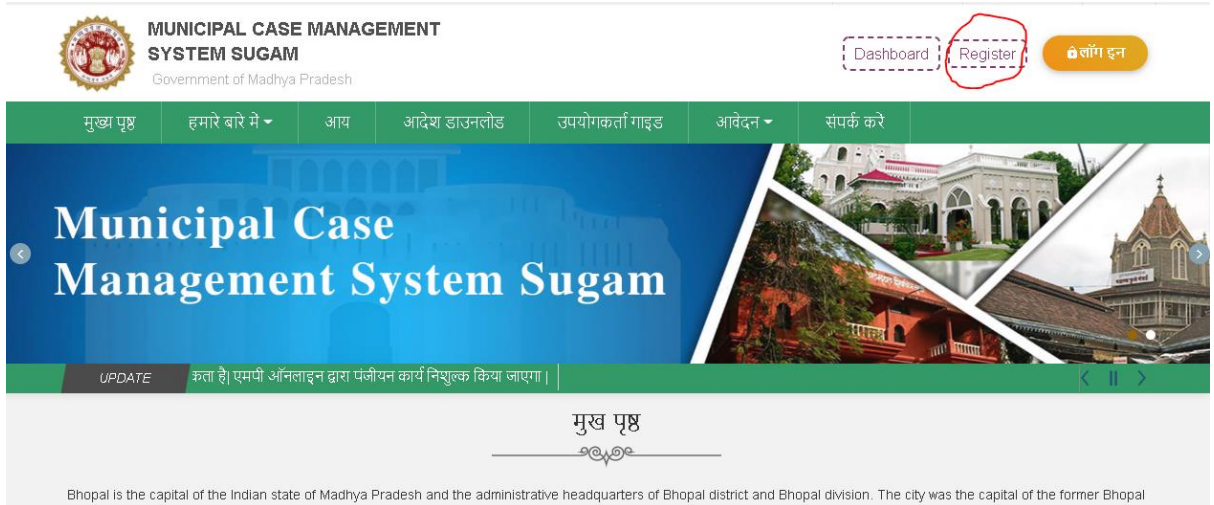 MUNICIPAL CASE MANAGEMENT
SYSTEM SUGAM
Government of Madhya Pradesh
Dashboard
Register
लॉग इन
मुख्य पृष्ठ
हमारे बारे मे
आय
आदेश डाउनलोड
उपयोगकर्ता गाइड
आवेदन
संपर्क करे
Municipal Case
Management System Sugam
UPDATE
कता है| एमपी ऑनलाइन द्वारा पंजीयन कार्य निशुल्क किया जाएगा |
मुख पृष्ठ
Bhopal is the capital of the Indian state of Madhya Pradesh and the administrative headquarters of Bhopal district and Bhopal division. The city was the capital of the former Bhopal